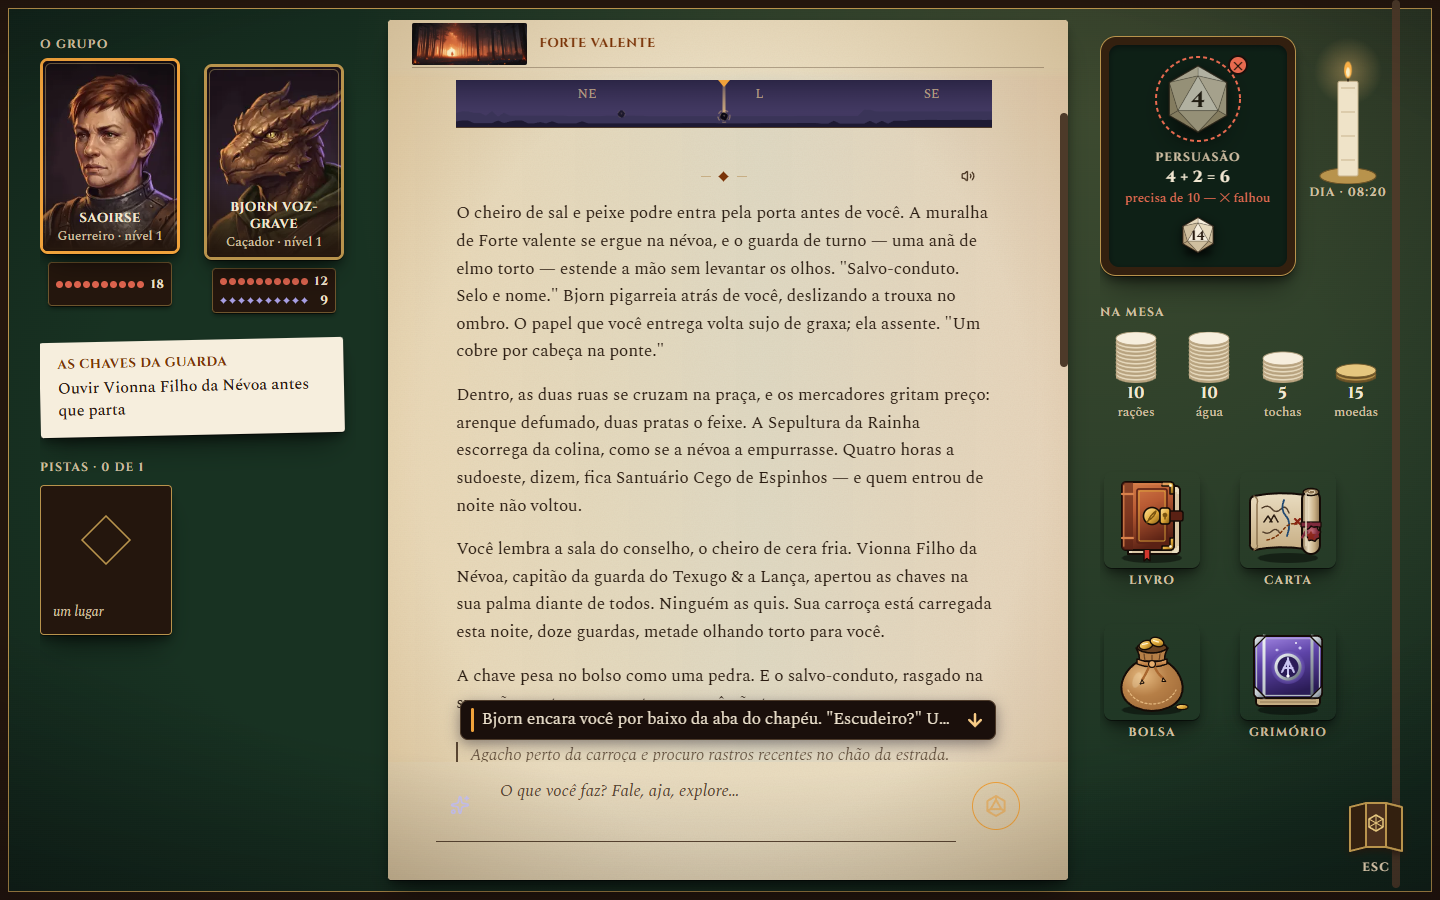 O GRUPO
SAOIRSE
Guerreiro · nível 1
18
BJORN VOZ-
GRAVE
Caçador · nível 1
12
9
AS CHAVES DA GUARDA
Ouvir Vionna Filho da Névoa antes
que parta
PISTAS · 0 DE 1
um lugar
FORTE VALENTE
NE
L
SE
O cheiro de sal e peixe podre entra pela porta antes de você. A muralha
de Forte valente se ergue na névoa, e o guarda de turno — uma anã de
elmo torto — estende a mão sem levantar os olhos. "Salvo-conduto.
Selo e nome." Bjorn pigarreia atrás de você, deslizando a trouxa no
ombro. O papel que você entrega volta sujo de graxa; ela assente. "Um
cobre por cabeça na ponte."
Dentro, as duas ruas se cruzam na praça, e os mercadores gritam preço:
arenque defumado, duas pratas o feixe. A Sepultura da Rainha
escorrega da colina, como se a névoa a empurrasse. Quatro horas a
sudoeste, dizem, fica Santuário Cego de Espinhos — e quem entrou de
noite não voltou.
Você lembra a sala do conselho, o cheiro de cera fria. Vionna Filho da
Névoa, capitão da guarda do Texugo & a Lança, apertou as chaves na
sua palma diante de todos. Ninguém as quis. Sua carroça está carregada
esta noite, doze guardas, metade olhando torto para você.
A chave pesa no bolso como uma pedra. E o salvo-conduto, rasgado na
Bjorn encara você por baixo da aba do chapéu. "Escudeiro?" U...
Agacho perto da carroça e procuro rastros recentes no chão da estrada.
O que você faz? Fale, aja, explore...
4
PERSUASÃO
4 + 2 = 6
precisa de 10 — ✕ falhou
14
DIA · 08:20
NA MESA
10
rações
10
água
5
tochas
15
moedas
LIVRO
CARTA
BOLSA
GRIMÓRIO
ESC